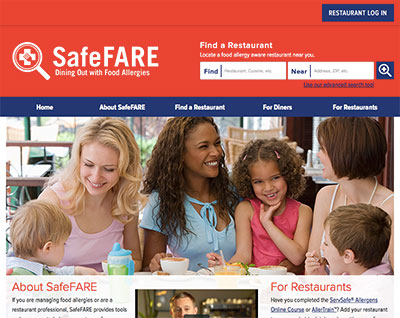 RESTAURANT LOG IN
SafeFARE
Dining Out with Food Allergies
Find a Restaurant
Locate a food allergy aware restaurant near you.
Find Restaurant, Cuisine, etc. Near Address, ZIP, etc.
Use our advanced search tool
Home About SafeFARE Find a Restaurant For Diners For Restaurants
About SafeFARE
If you are managing food allergies or are a
restaurant professional, SafeFARE provides tools
For Restaurants
Have you completed the ServSafe® Allergens
Online Course or AllerTrain™? Add your restaurant